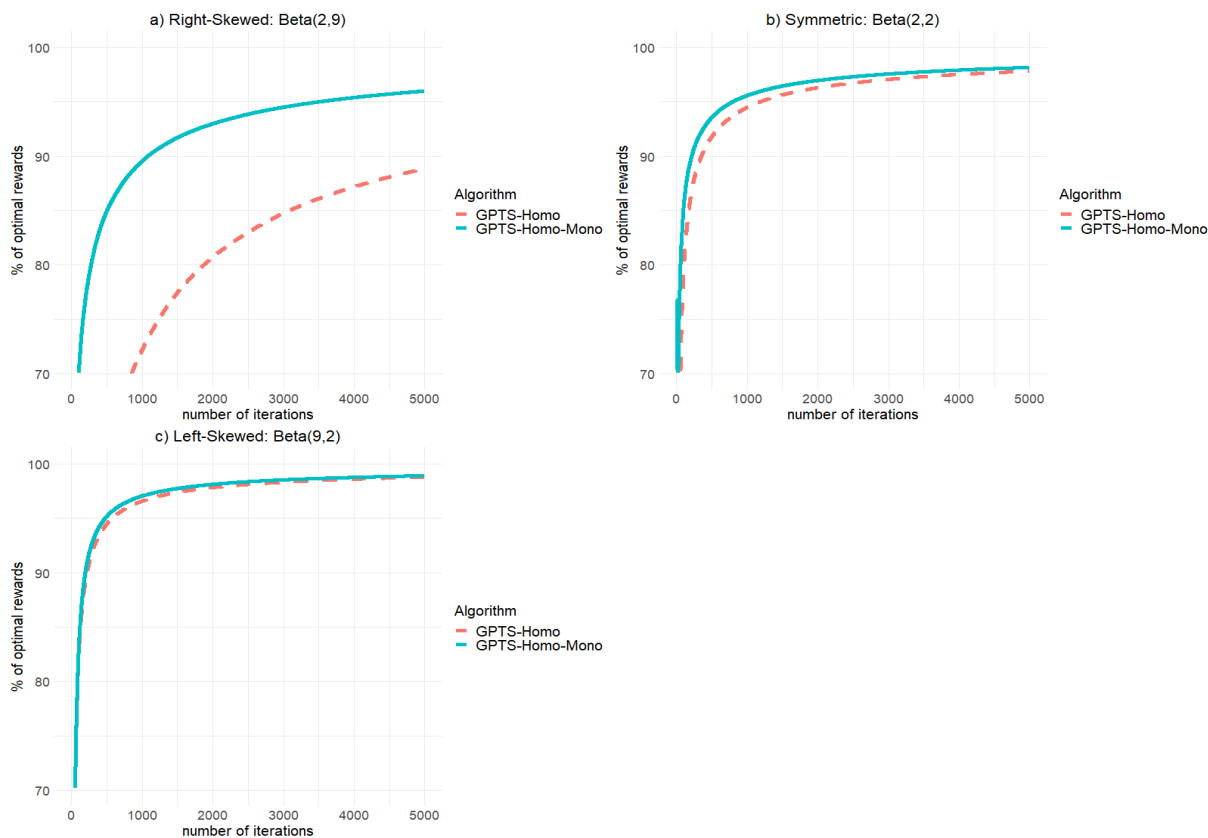 a) Right-Skewed: Beta(2,9)
% of optimal rewards
100
90
80
70
0 1000 2000 3000 4000 5000
number of iterations
Algorithm
GPTS-Homo
GPTS-Homo-Mono
b) Symmetric: Beta(2,2)
% of optimal rewards
100
90
80
70
0 1000 2000 3000 4000 5000
number of iterations
Algorithm
GPTS-Homo
GPTS-Homo-Mono
c) Left-Skewed: Beta(9,2)
% of optimal rewards
100
90
80
70
0 1000 2000 3000 4000 5000
number of iterations
Algorithm
GPTS-Homo
GPTS-Homo-Mono